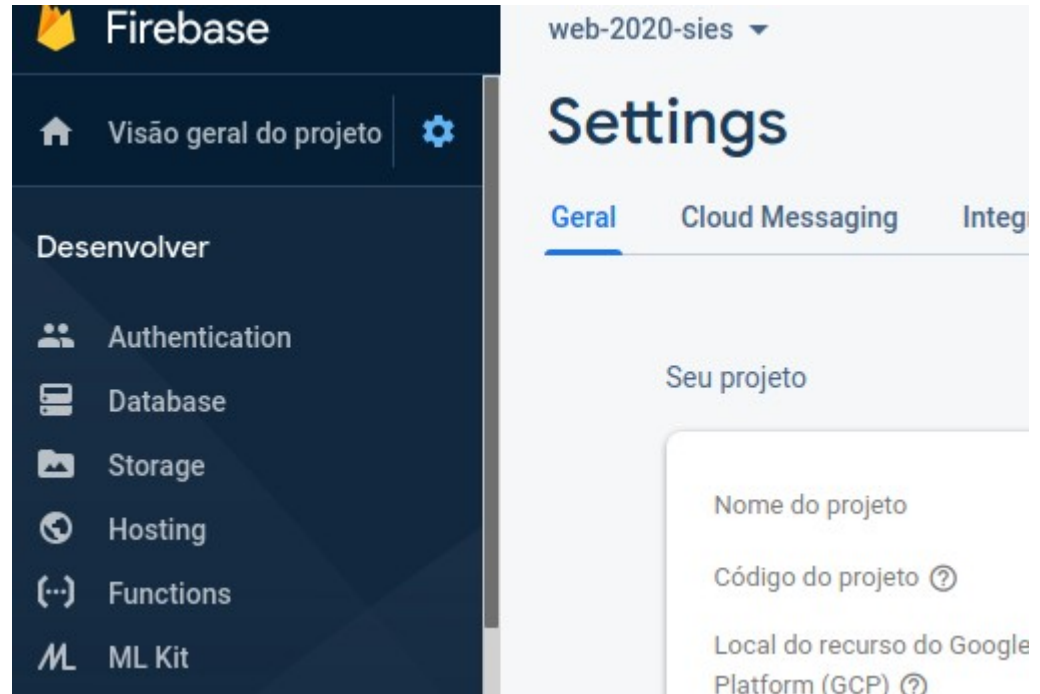 Firebase
Visão geral do projeto
Desenvolver
Authentication
Database
Storage
Hosting
Functions
ML Kit
web-2020-sies
Settings
Geral Cloud Messaging Integ
Seu projeto
Nome do projeto
Código do projeto
Local do recurso do Google
Platform (GCP)